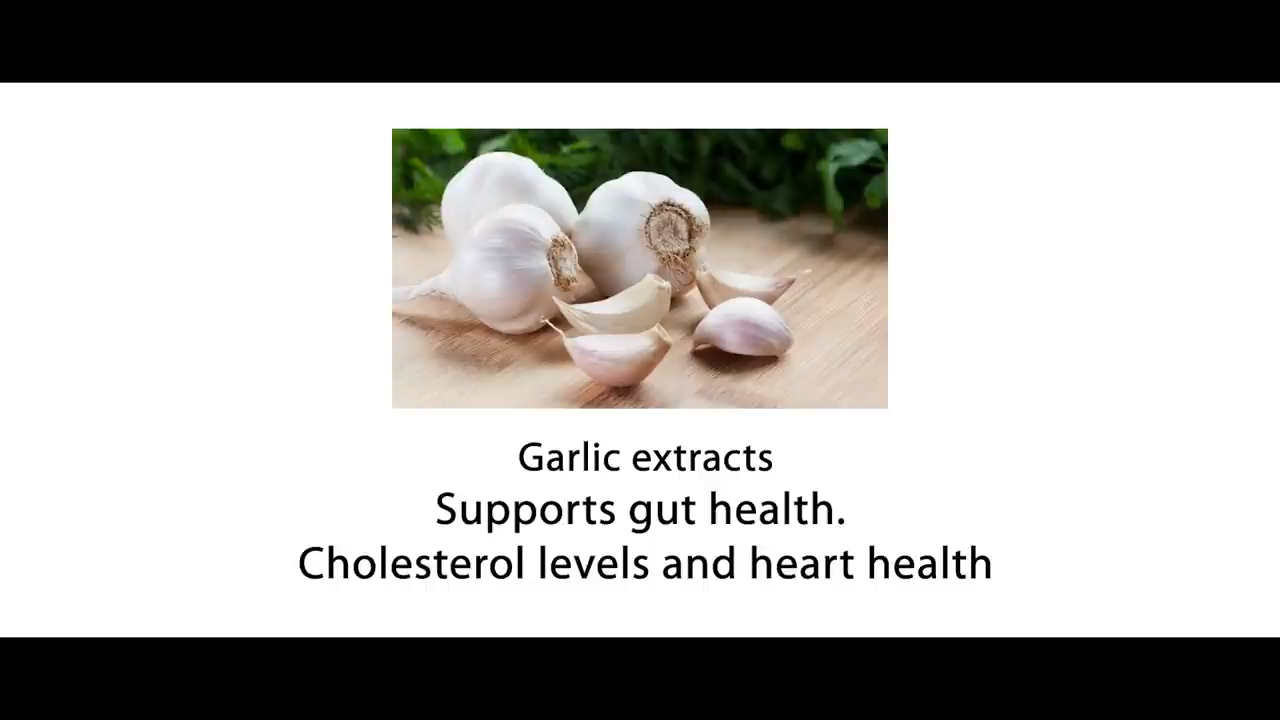 Garlic extracts
Supports gut health.
Cholesterol levels and heart health